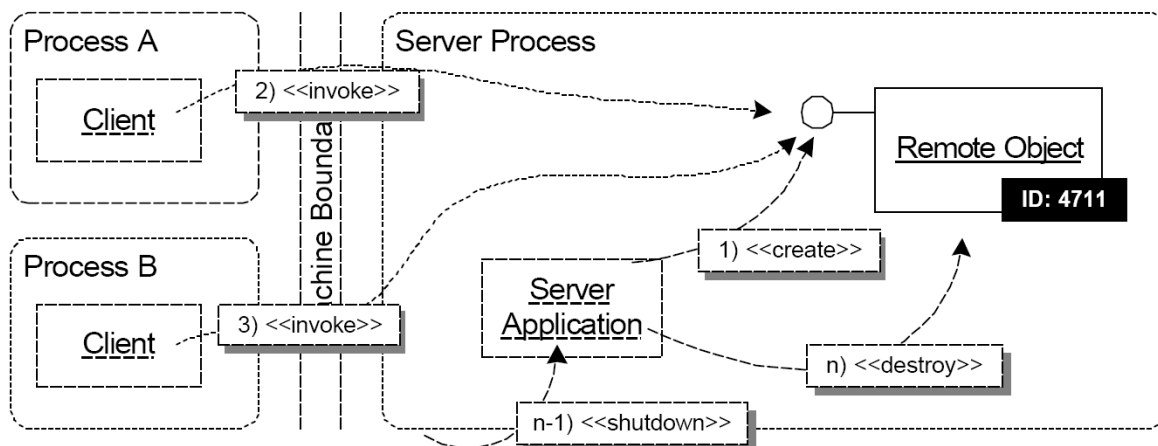 Process A
Client
2) <<invoke>>
Server Process
Remote Object
ID: 4711
1) <<create>>
Process B
Client
3) <<invoke>>
Server
Application
n) <<destroy>>
n-1) <<shutdown>>